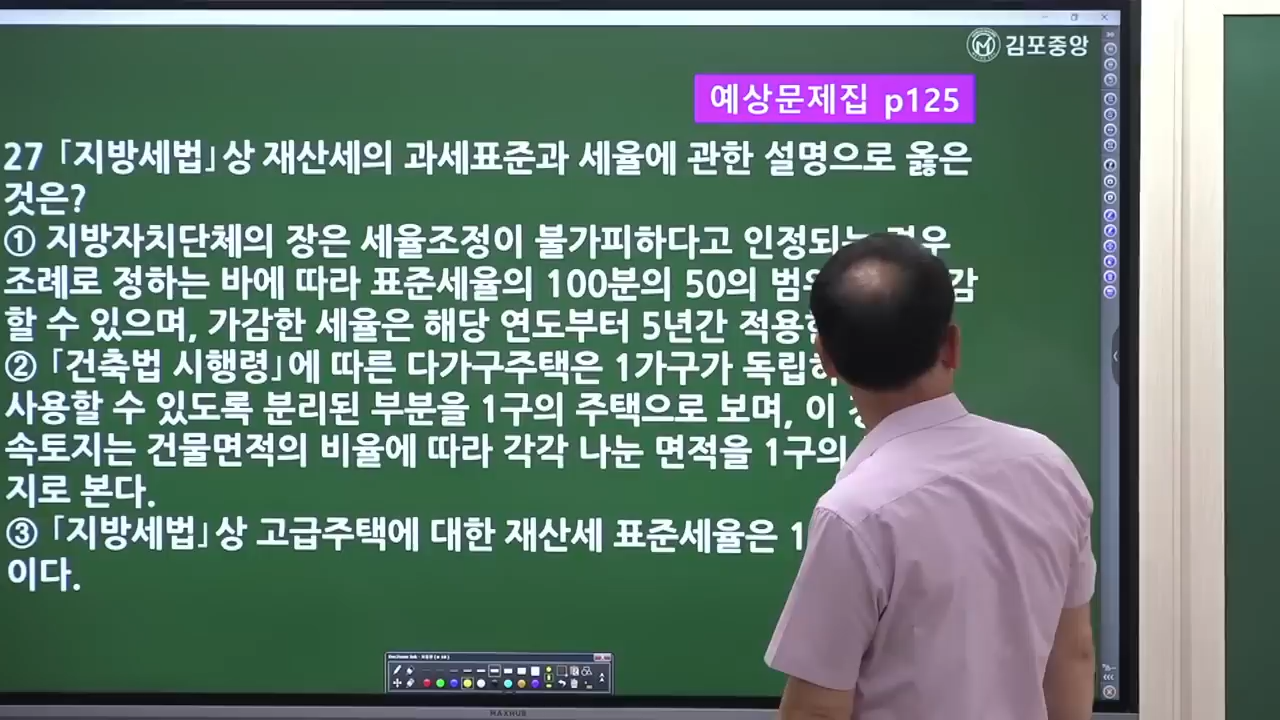 김포중앙
예상문제집 p125
27 「지방세법」상 재산세의 과세표준과 세율에 관한 설명으로 옳은
것은?
① 지방자치단체의 장은 세율조정이 불가피하다고 인정되는 경우
조례로 정하는 바에 따라 표준세율의 100분의 50의 감
할 수 있으며, 가감한 세율은 해당 연도부터 5년간
② 「건축법 시행령」에 따른 다가구주택은 1가구가
사용할 수 있도록 분리된 부분을 1구의 주택으로 보며, 이
속토지는 건물면적의 비율에 따라 각각 나눈 면적을 1구의
지로 본다.
③ 「지방세법」상 고급주택에 대한 재산세 표준세율은
이다.
MAXHUB